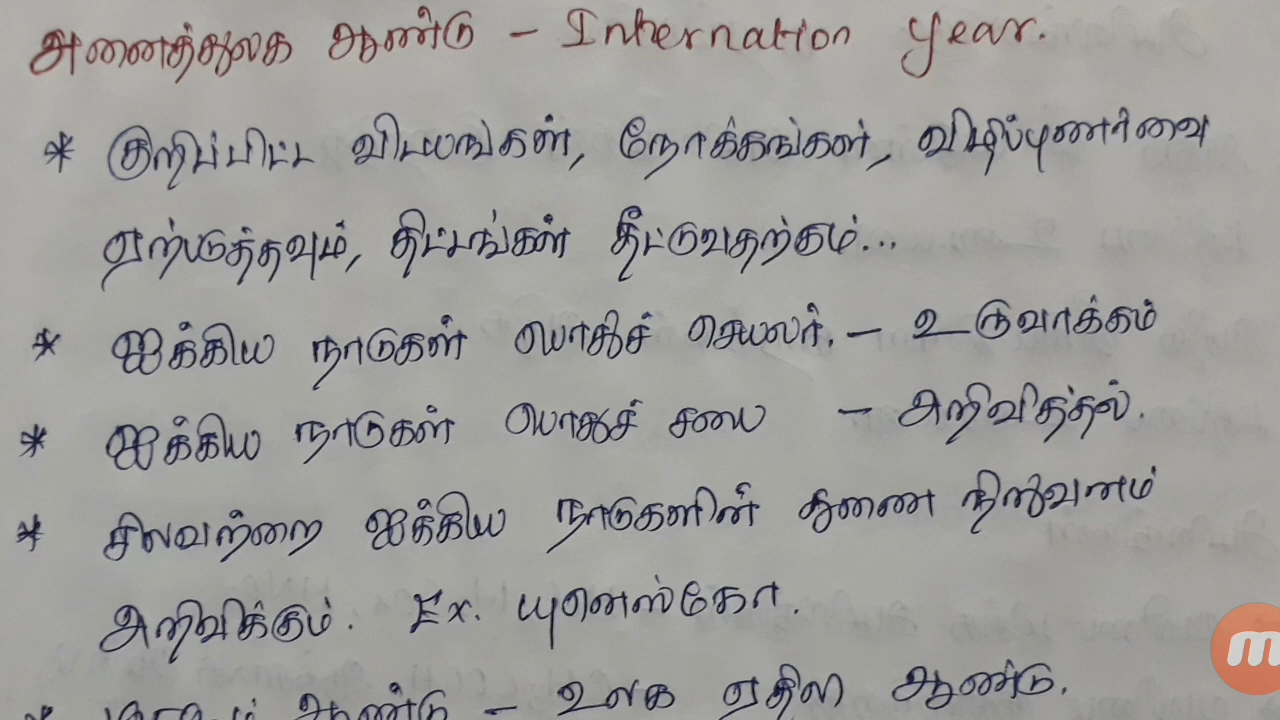 அனைத்துலக ஆண்டு - Internation Year.
* குறிப்பிட்ட விடயங்கள், நோக்கங்கள், விழிப்புணர்வை
ஏற்படுத்தவும், திட்டங்கள் தீட்டுவதற்கும்...
* ஐக்கிய நாடுகள் பொதுச் செயலர். - உருவாக்கம்
* ஐக்கிய நாடுகள் பொதுச் சபை - அறிவித்தல்.
* சிலவற்றை ஐக்கிய நாடுகளின் துணை நிறுவனம்
அறிவிக்கும். Ex. யுனெஸ்கோ.
* ஆண்டு - உலக ஏதிலி ஆண்டு.
m